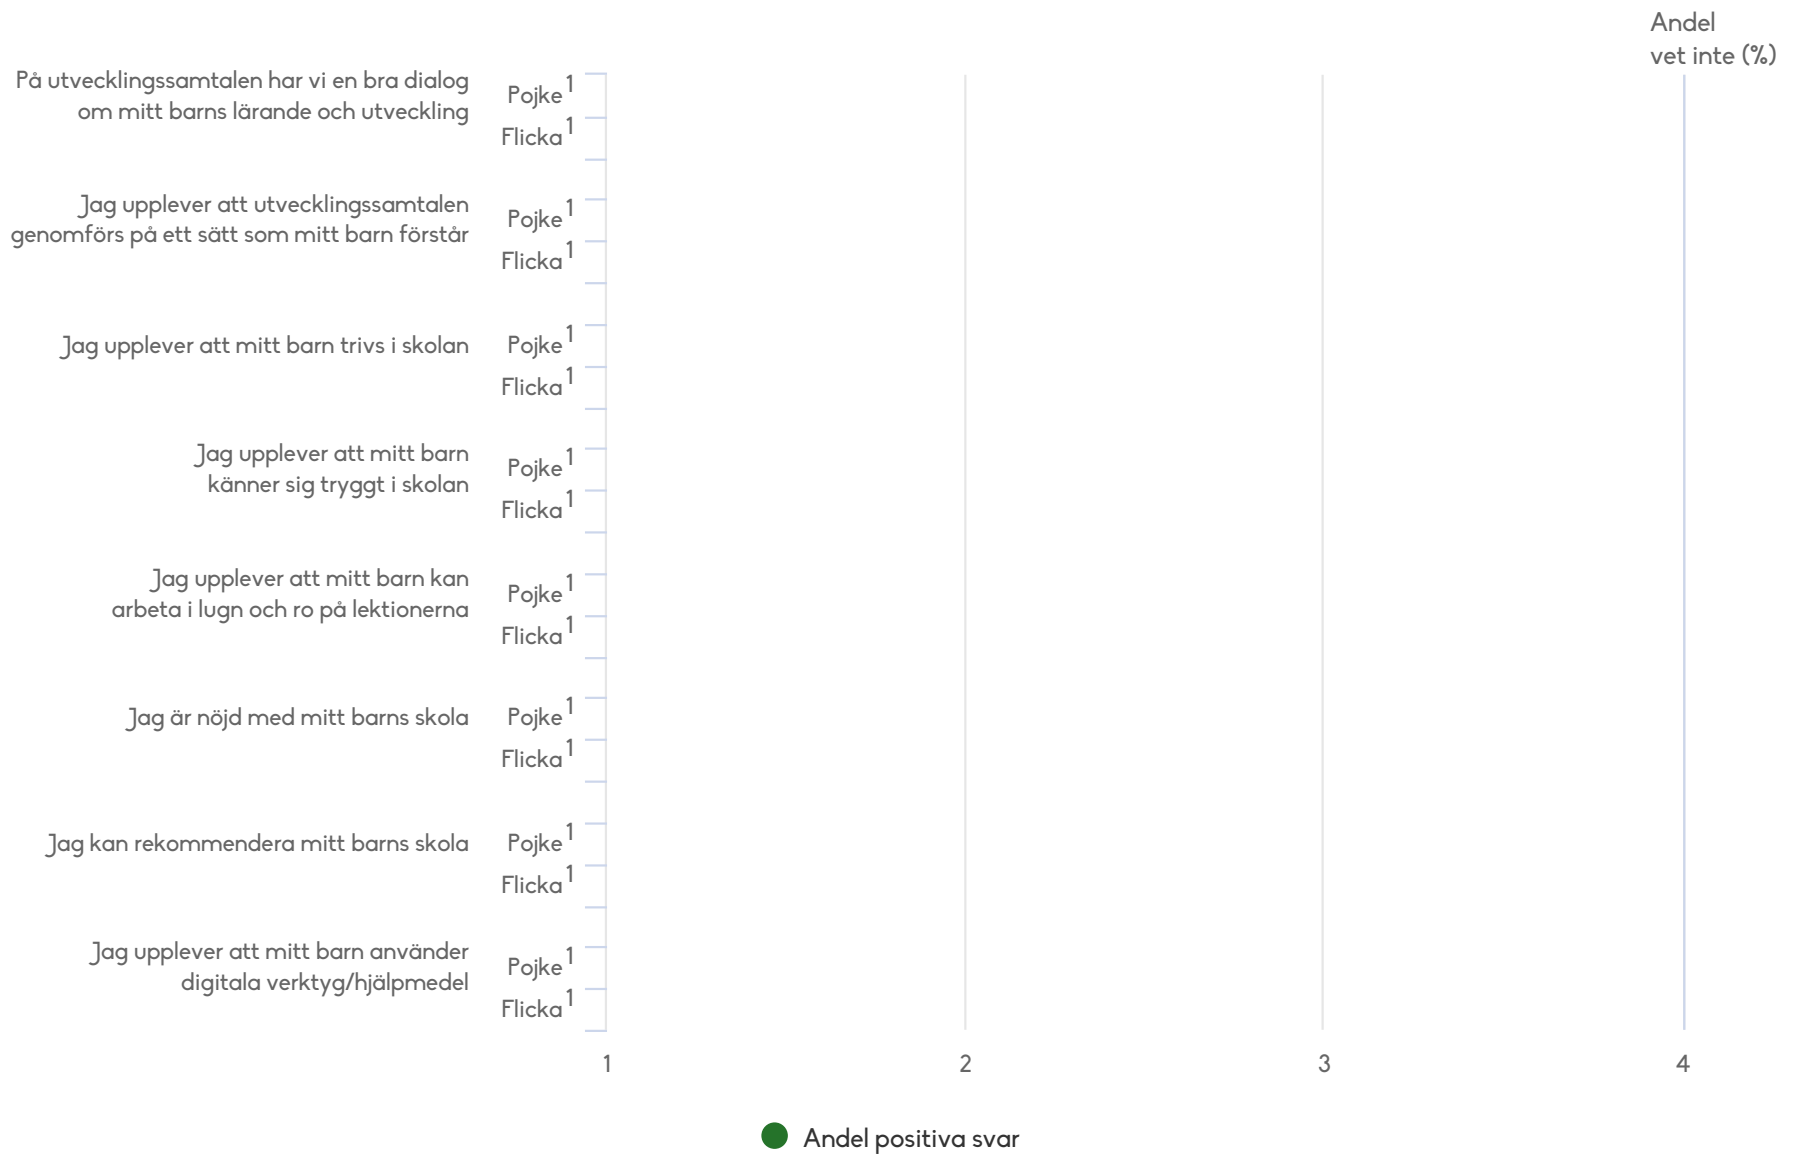 Andel
vet inte (%)
På utvecklingssamtalen har vi en bra dialog
om mitt barns lärande och utveckling
Pojke¹
Flicka¹
Jag upplever att utvecklingssamtalen
genomförs på ett sätt som mitt barn förstår
Pojke¹
Flicka¹
Jag upplever att mitt barn trivs i skolan
Pojke¹
Flicka¹
Jag upplever att mitt barn
känner sig tryggt i skolan
Pojke¹
Flicka¹
Jag upplever att mitt barn kan
arbeta i lugn och ro på lektionerna
Pojke¹
Flicka¹
Jag är nöjd med mitt barns skola
Pojke¹
Flicka¹
Jag kan rekommendera mitt barns skola
Pojke¹
Flicka¹
Jag upplever att mitt barn använder
digitala verktyg/hjälpmedel
Pojke¹
Flicka¹
1 2 3 4
Andel positiva svar